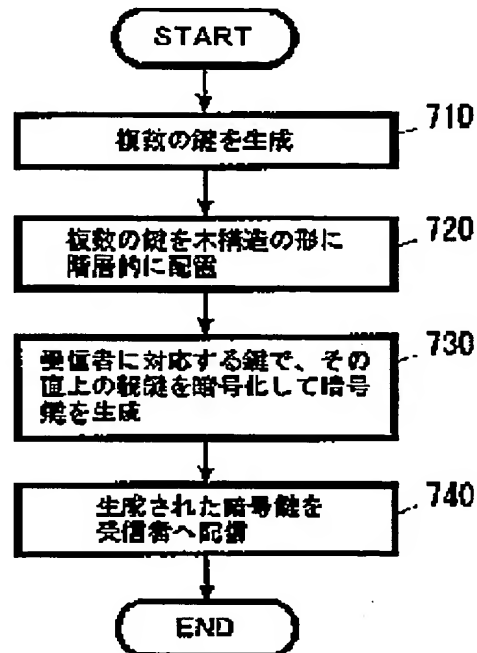 START
710
複数の鍵を生成
720
複数の鍵を木構造の形に
階層的に配置
730
受信者に対応する鍵で、その
直上の親鍵を暗号化して暗号
鍵を生成
740
生成された暗号鍵を
受信者へ配信
END